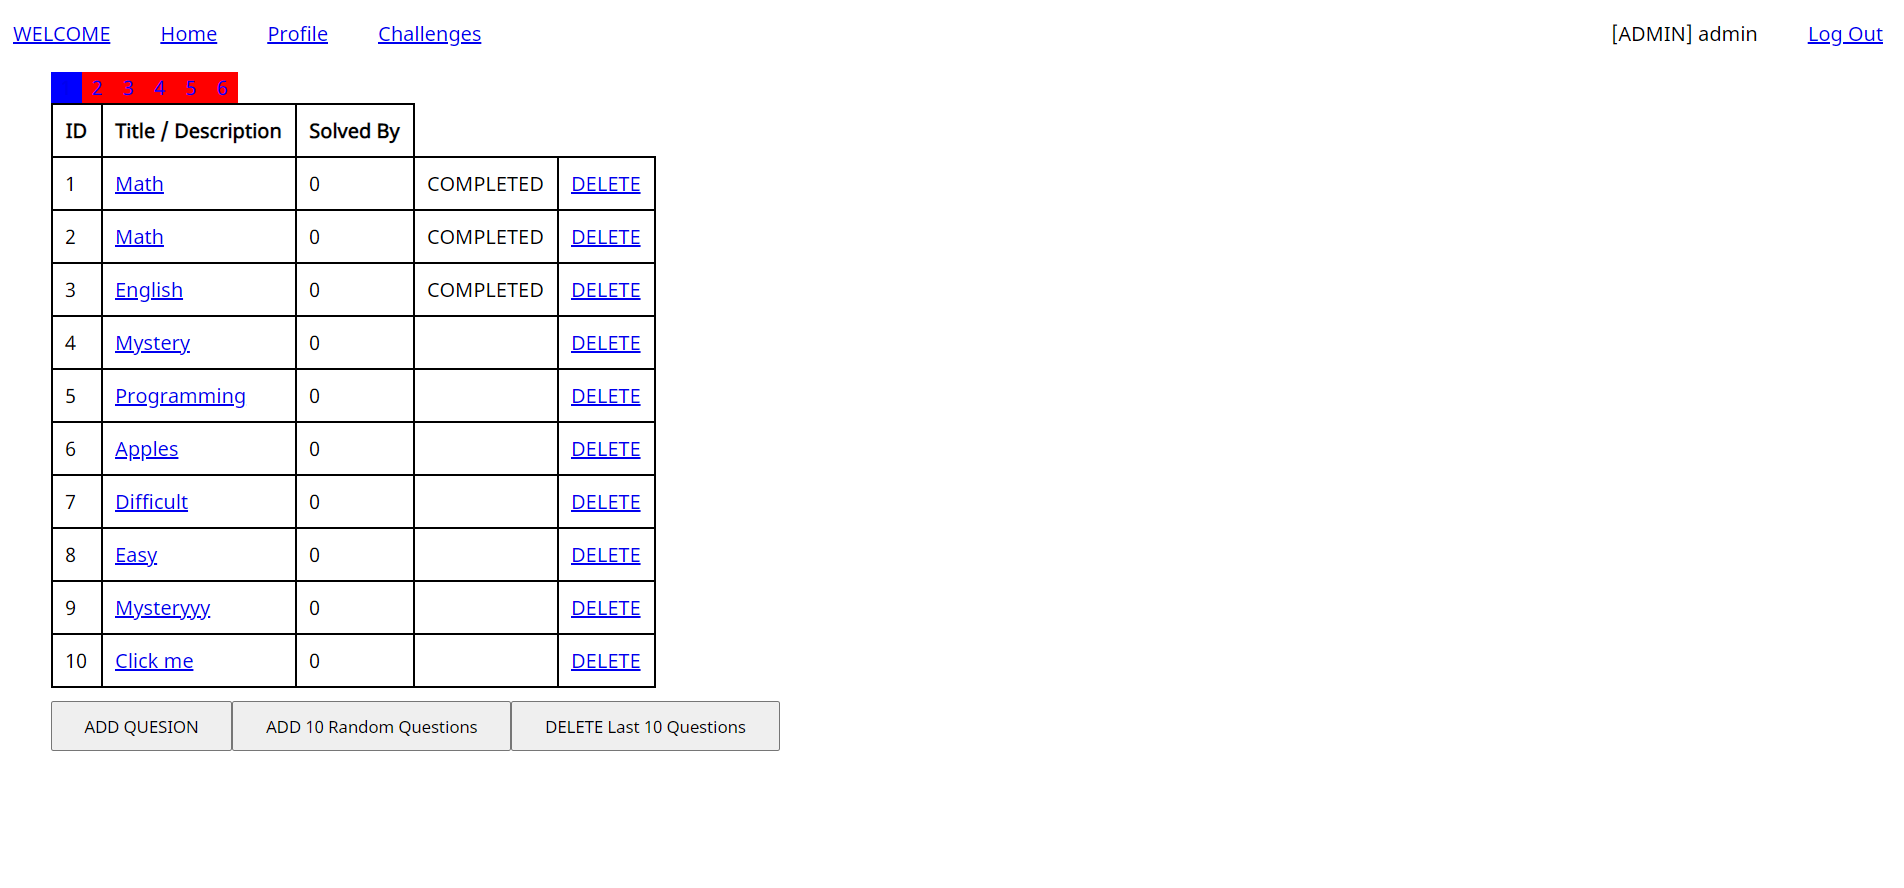 WELCOME Home Profile Challenges [ADMIN] admin Log Out
2 3 4 5 6
ID Title / Description Solved By
1 Math 0 COMPLETED DELETE
2 Math 0 COMPLETED DELETE
3 English 0 COMPLETED DELETE
4 Mystery 0 DELETE
5 Programming 0 DELETE
6 Apples 0 DELETE
7 Difficult 0 DELETE
8 Easy 0 DELETE
9 Mysteryyy 0 DELETE
10 Click me 0 DELETE
ADD QUESION ADD 10 Random Questions DELETE Last 10 Questions